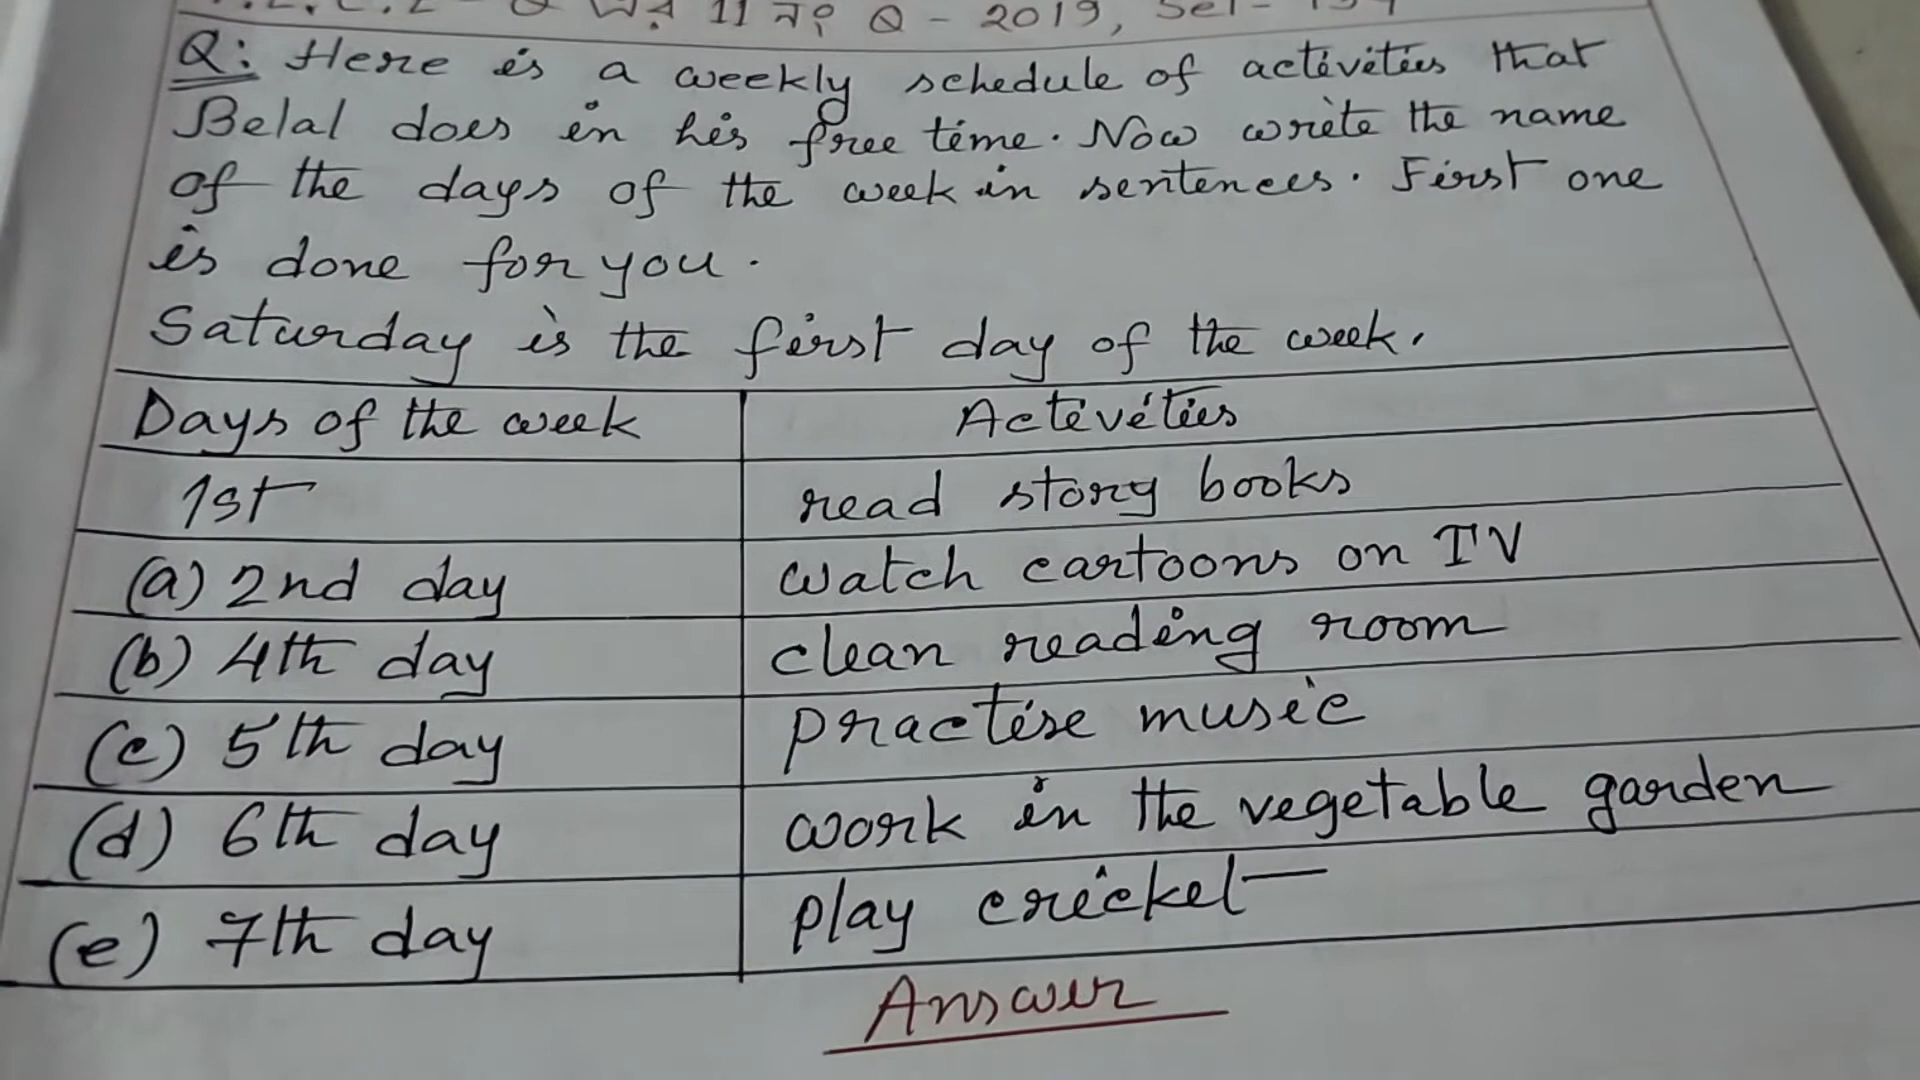 11 নং Q - 2019, Set-
Q: Here is a weekly schedule of activities that
Belal does in his free time. Now write the name
of the days of the week in sentences. First one
is done for you.
Saturday is the first day of the week.
Days of the week Activities
1st read story books
(a) 2nd day watch cartoons on TV
(b) 4th day clean reading room
(c) 5th day practise music
(d) 6th day work in the vegetable garden
(e) 7th day play cricket
Answer